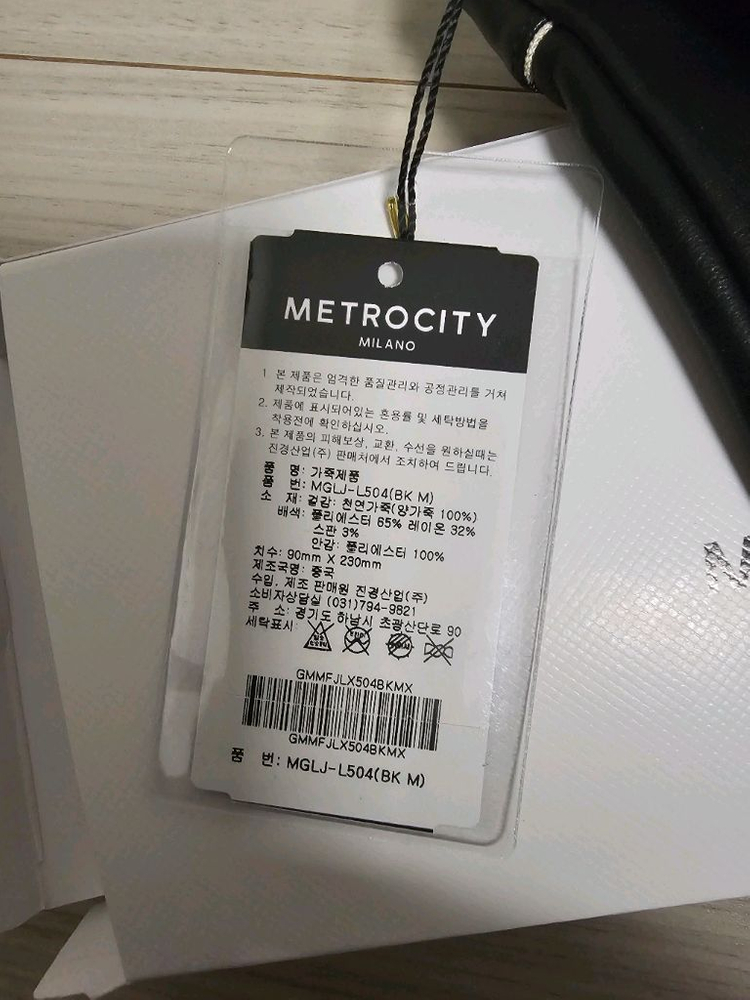 METROCITY
MILANO
1. 본 제품은 엄격한 품질관리와 공정관리를 거쳐
제작되었습니다.
2. 제품에 표시되어있는 혼용률 및 세탁방법을
착용전에 확인하십시오.
3. 본 제품의 피해보상, 교환, 수선을 원하실때는
진경산업(주) 판매처에서 조치하여 드립니다.
품 명: 가죽제품
품 번: MGLJ-L504(BK M)
소 재: 겉감: 천연가죽(양가죽 100%)
배색: 폴리에스터 65% 레이온 32%
스판 3%
안감: 폴리에스터 100%
치수: 90mm X 230mm
제조국명: 중국
수입, 제조 판매원 진경산업(주)
소비자상담실 (031)794-9821
주 소: 경기도 하남시 초광산단로 90
세탁표시:
GMMFJLX504BKMX
GMMFJLX504BKMX
품 번: MGLJ-L504(BK M)